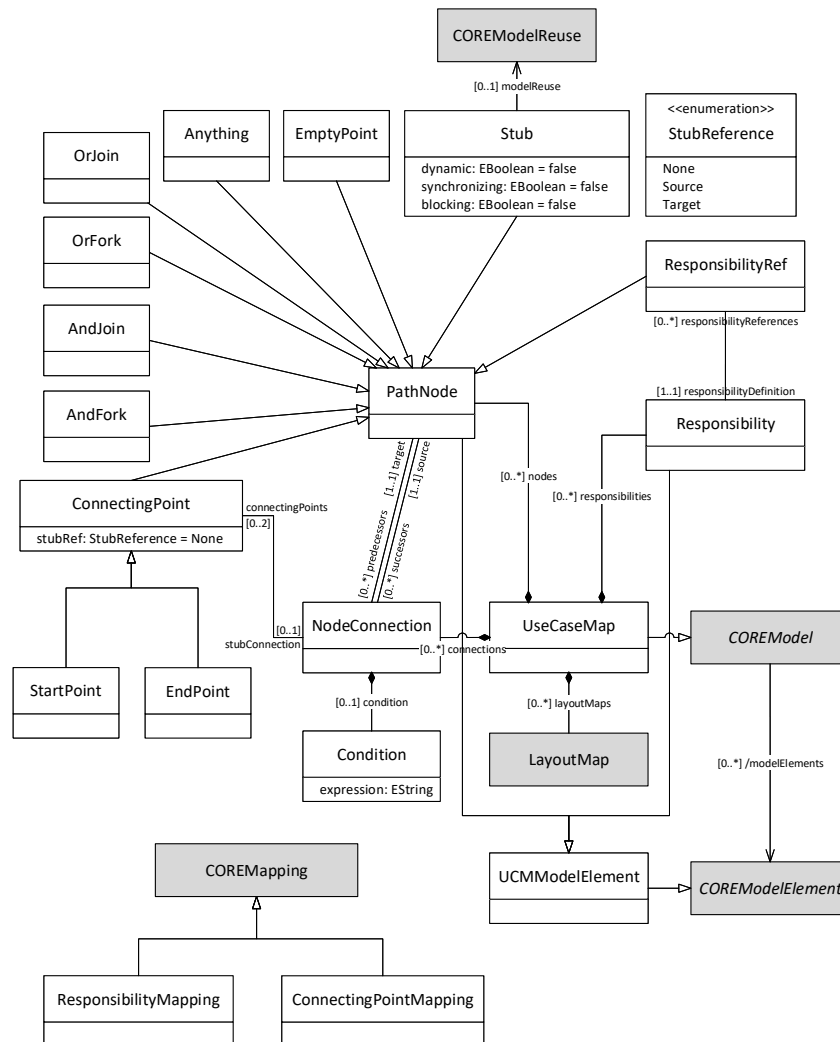 COREModelReuse
[0..1] modelReuse
Anything
EmptyPoint
Stub
dynamic: EBoolean = false
synchronizing: EBoolean = false
blocking: EBoolean = false
<<enumeration>>
StubReference
None
Source
Target
OrJoin
OrFork
ResponsibilityRef
[0..*] responsibilityReferences
AndJoin
PathNode
[1..1] responsibilityDefinition
AndFork
Responsibility
[1..1] target
[1..1] source
[0..*] nodes
[0..*] responsibilities
ConnectingPoint
stubRef: StubReference = None
connectingPoints
[0..2]
[0..*] predecessors
[0..*] successors
[0..1]
stubConnection
NodeConnection
[0..*] connections
UseCaseMap
COREModel
StartPoint
EndPoint
[0..1] condition
[0..*] layoutMaps
Condition
expression: EString
LayoutMap
[0..*] /modelElements
COREMapping
UCMModelElement
COREModelElement
ResponsibilityMapping
ConnectingPointMapping